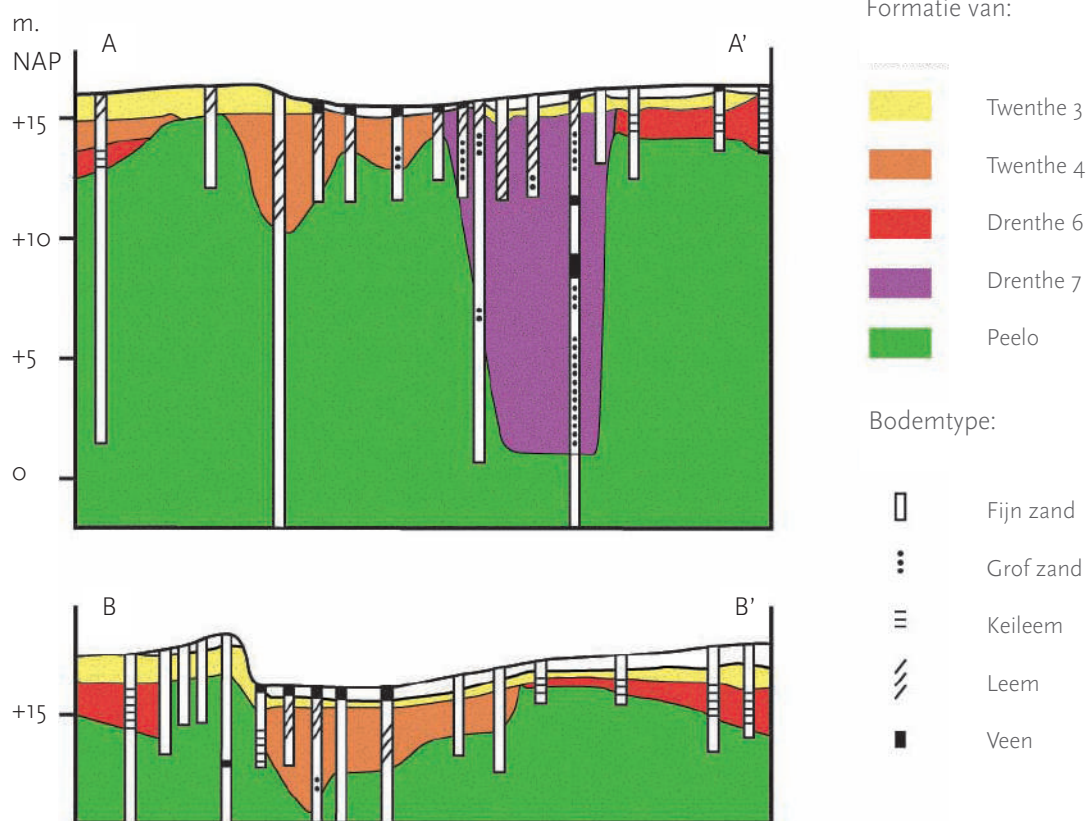 m.
NAP
A
A'
+15
+10
+5
0
B
B'
+15
Formatie van:
Twenthe 3
Twenthe 4
Drenthe 6
Drenthe 7
Peelo
Bodemtype:
Fijn zand
Grof zand
Keileem
Leem
Veen